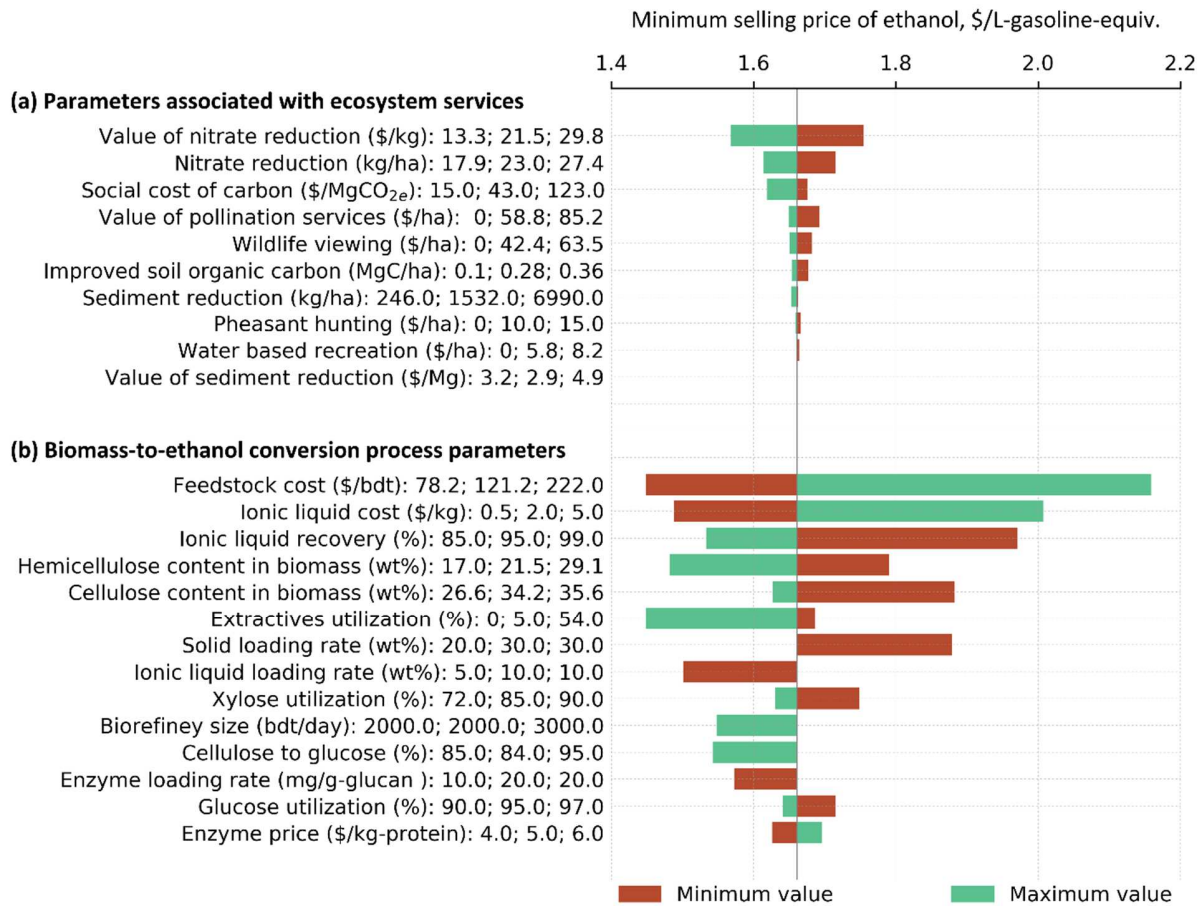 Minimum selling price of ethanol, $/L-gasoline-equiv.
1.4 1.6 1.8 2.0 2.2
(a) Parameters associated with ecosystem services
Value of nitrate reduction ($/kg): 13.3; 21.5; 29.8
Nitrate reduction (kg/ha): 17.9; 23.0; 27.4
Social cost of carbon ($/MgCO2e): 15.0; 43.0; 123.0
Value of pollination services ($/ha): 0; 58.8; 85.2
Wildlife viewing ($/ha): 0; 42.4; 63.5
Improved soil organic carbon (MgC/ha): 0.1; 0.28; 0.36
Sediment reduction (kg/ha): 246.0; 1532.0; 6990.0
Pheasant hunting ($/ha): 0; 10.0; 15.0
Water based recreation ($/ha): 0; 5.8; 8.2
Value of sediment reduction ($/Mg): 3.2; 2.9; 4.9
(b) Biomass-to-ethanol conversion process parameters
Feedstock cost ($/bdt): 78.2; 121.2; 222.0
Ionic liquid cost ($/kg): 0.5; 2.0; 5.0
Ionic liquid recovery (%): 85.0; 95.0; 99.0
Hemicellulose content in biomass (wt%): 17.0; 21.5; 29.1
Cellulose content in biomass (wt%): 26.6; 34.2; 35.6
Extractives utilization (%): 0; 5.0; 54.0
Solid loading rate (wt%): 20.0; 30.0; 30.0
Ionic liquid loading rate (wt%): 5.0; 10.0; 10.0
Xylose utilization (%): 72.0; 85.0; 90.0
Biorefiney size (bdt/day): 2000.0; 2000.0; 3000.0
Cellulose to glucose (%): 85.0; 84.0; 95.0
Enzyme loading rate (mg/g-glucan ): 10.0; 20.0; 20.0
Glucose utilization (%): 90.0; 95.0; 97.0
Enzyme price ($/kg-protein): 4.0; 5.0; 6.0
Minimum value Maximum value